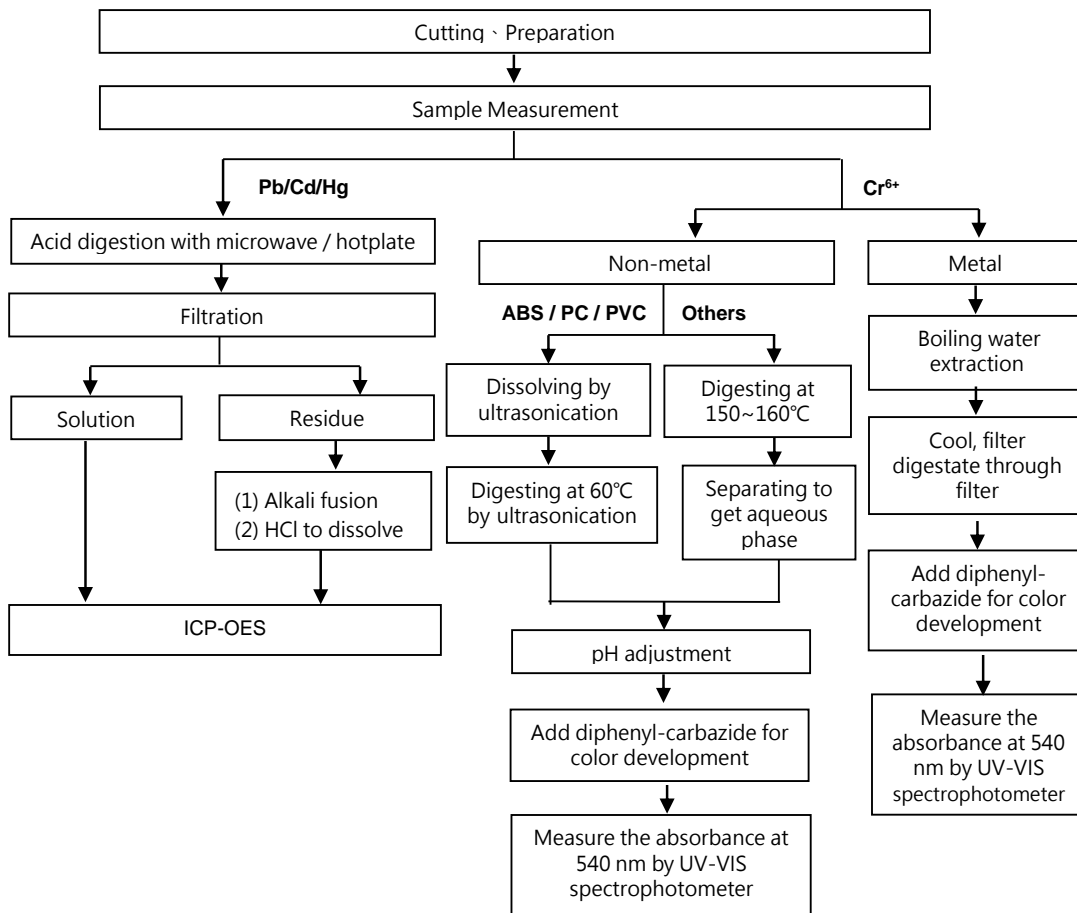 Cutting、Preparation
Sample Measurement
Pb/Cd/Hg
Cr6+
Acid digestion with microwave / hotplate
Non-metal
Metal
Filtration
ABS / PC / PVC
Others
Boiling water
extraction
Solution
Residue
Dissolving by
ultrasonication
Digesting at
150~160℃
Cool, filter
digestate through
filter
(1) Alkali fusion
(2) HCl to dissolve
Digesting at 60℃
by ultrasonication
Separating to
get aqueous
phase
Add diphenyl-
carbazide for color
development
ICP-OES
pH adjustment
Measure the
absorbance at 540
nm by UV-VIS
spectrophotometer
Add diphenyl-carbazide for
color development
Measure the absorbance at
540 nm by UV-VIS
spectrophotometer